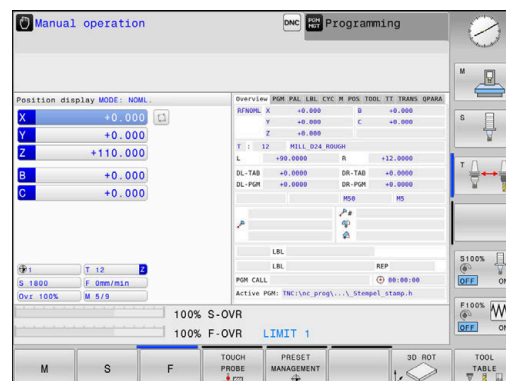 Manual operation
DNC
PGM MGT
Programming
Position display MODE: NOML.
X +0.000
Y +0.000
Z +110.000
B +0.000
C +0.000
1
T 12 Z
S 1800
F 0mm/min
Ovr 100%
M 5/9
Overview PGM PAL LBL CYC M POS TOOL TT TRANS QPARA
RFNOML X +0.000 B +0.000
Y +0.000 C +0.000
Z +0.000
T : 12 MILL_D24_ROUGH
L +90.0000 R +12.0000
DL-TAB +0.0000 DR-TAB +0.0000
DL-PGM +0.0000 DR-PGM +0.0000
M50 M5
P#
LBL
LBL REP
PGM CALL 00:00:00
Active PGM: TNC:\nc_prog\...\_Stempel_stamp.h
100% S-OVR
100% F-OVR LIMIT 1
M
S
T
S100%
OFF ON
F100%
OFF ON
M
S
F
TOUCH PROBE
PRESET MANAGEMENT
3D ROT
TOOL TABLE